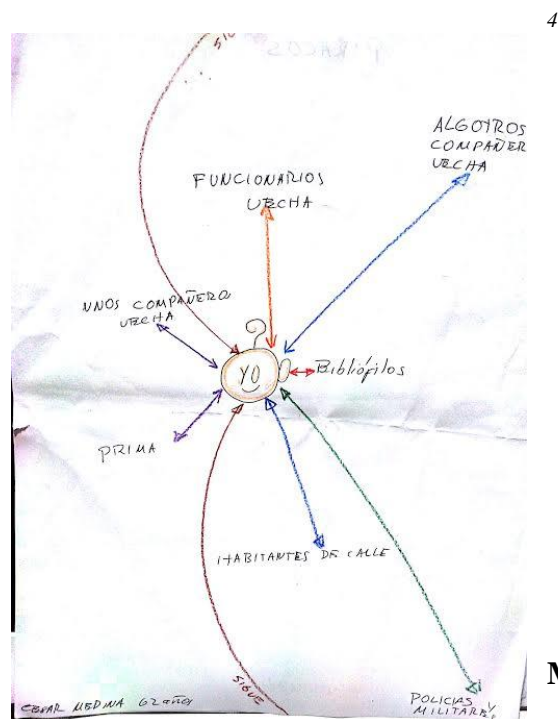 4
SIGUE
ALGOTROS
COMPAÑER
UECHA
FUNCIONARIOS
UECHA
UNOS COMPAÑERO
UECHA
YO
Bibliófilos
PRIMA
HABITANTES DE CALLE
SIGUE
CESAR MEDINA 62 años
POLICIAS Y
MILITARES
M